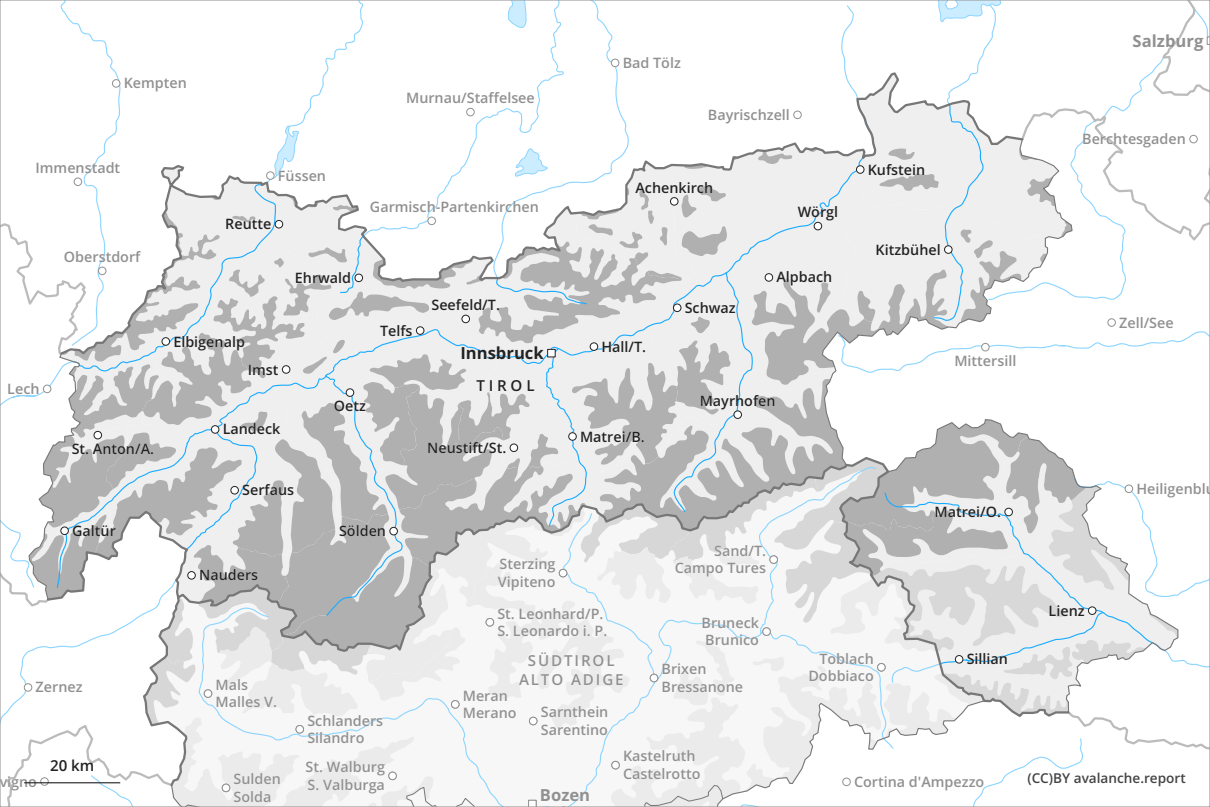 Salzburg
Bad Tölz
Kempten
Murnau/Staffelsee
Bayrischzell
Berchtesgaden
Immenstadt
Füssen
Kufstein
Achenkirch
Garmisch-Partenkirchen
Wörgl
Reutte
Kitzbühel
Oberstdorf
Ehrwald
Alpbach
Seefeld/T.
Schwaz
Zell/See
Telfs
Elbigenalp
Innsbruck
Hall/T.
Mittersill
Imst
TIROL
Lech
Oetz
Mayrhofen
Landeck
Matrei/B.
St. Anton/A.
Neustift/St.
Serfaus
Heiligenblu
Matrei/O.
Galtür
Sölden
Sand/T.
Campo Tures
Sterzing
Vipiteno
Nauders
Lienz
St. Leonhard/P.
S. Leonardo i. P.
Bruneck
Brunico
SÜDTIROL
ALTO ADIGE
Toblach
Dobbiaco
Sillian
Brixen
Bressanone
Zernez
Mals
Malles V.
Meran
Merano
Sarnthein
Sarentino
Schlanders
Silandro
Kastelruth
Castelrotto
20 km
St. Walburg
S. Valburga
vigno
Sulden
Solda
Cortina d'Ampezzo
(CC)BY avalanche.report
Bozen